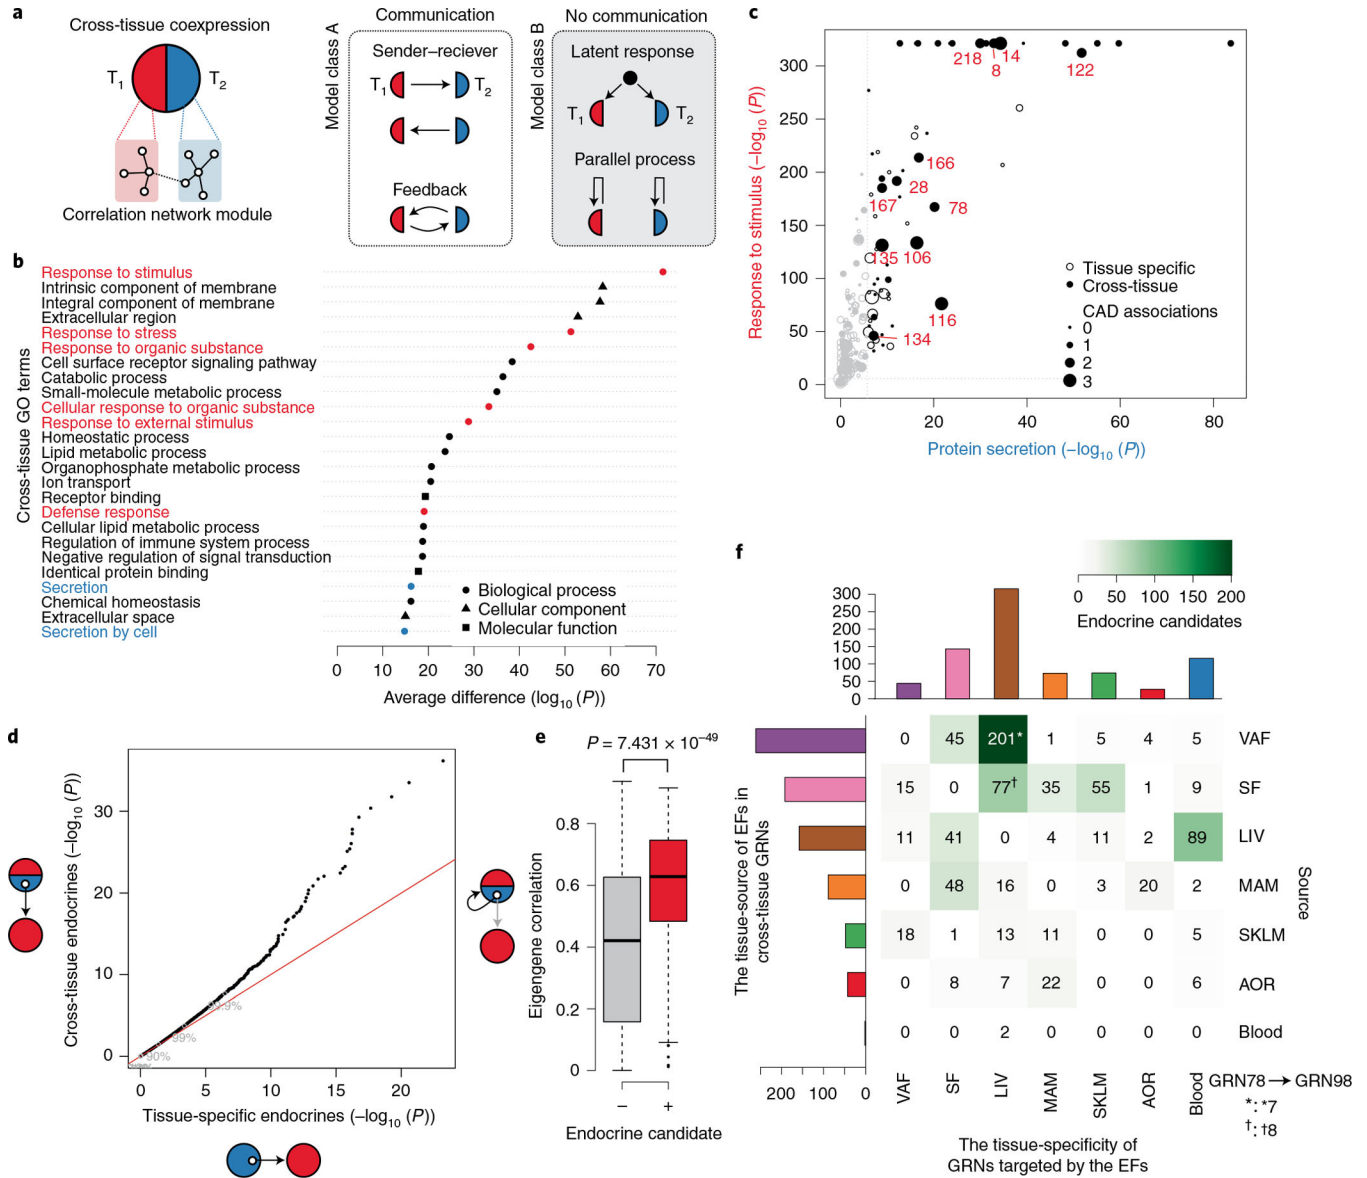 a
Cross-tissue coexpression
T1
T2
Correlation network module
Communication
No communication
Model class A
Sender–reciever
T1
T2
Feedback
Model class B
Latent response
T1
T2
Parallel process
b
Cross-tissue GO terms
Response to stimulus
Intrinsic component of membrane
Integral component of membrane
Extracellular region
Response to stress
Response to organic substance
Cell surface receptor signaling pathway
Catabolic process
Small-molecule metabolic process
Cellular response to organic substance
Response to external stimulus
Homeostatic process
Lipid metabolic process
Organophosphate metabolic process
Ion transport
Receptor binding
Defense response
Cellular lipid metabolic process
Regulation of immune system process
Negative regulation of signal transduction
Identical protein binding
Secretion
Chemical homeostasis
Extracellular space
Secretion by cell
Biological process
Cellular component
Molecular function
0 10 20 30 40 50 60 70
Average difference (log10 (P))
c
Response to stimulus (−log10 (P))
300
250
200
150
100
50
0
218
8
14
122
166
28
167
78
135
106
116
134
Tissue specific
Cross-tissue
CAD associations
0
1
2
3
0 20 40 60 80
Protein secretion (−log10 (P))
d
Cross-tissue endocrines (−log10 (P))
30
20
10
0
99.9%
99%
90%
0 5 10 15 20
Tissue-specific endocrines (−log10 (P))
e
P = 7.431 × 10−49
Eigengene correlation
0.8
0.6
0.4
0.2
0
− +
Endocrine candidate
f
0 50 100 150 200
Endocrine candidates
300
250
200
150
100
50
0
The tissue-source of EFs in
cross-tissue GRNs
0 45 201* 1 5 4 5 VAF
15 0 77† 35 55 1 9 SF
11 41 0 4 11 2 89 LIV
0 48 16 0 3 20 2 MAM
18 1 13 11 0 0 5 SKLM
0 8 7 22 0 0 6 AOR
0 0 2 0 0 0 0 Blood
Source
200 100 0
VAF SF LIV MAM SKLM AOR Blood
GRN78 → GRN98
*: *7
†: †8
The tissue-specificity of
GRNs targeted by the EFs